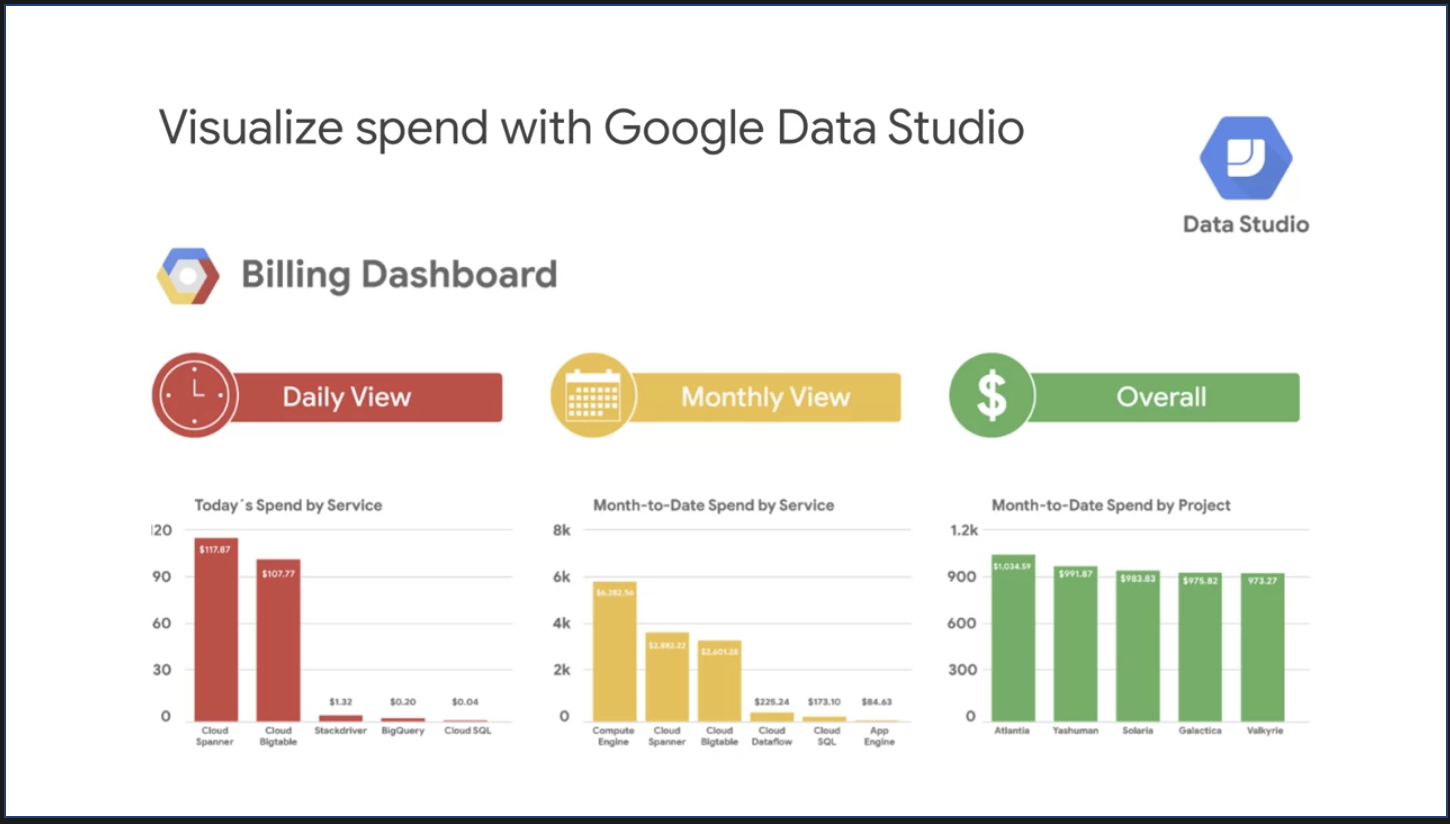 Visualize spend with Google Data Studio
Data Studio
Billing Dashboard
Daily View
Monthly View
Overall
Today´s Spend by Service
120
90
60
30
0
$117.87
$107.77
$1.32
$0.20
$0.04
Cloud Spanner
Cloud Bigtable
Stackdriver
BigQuery
Cloud SQL
Month-to-Date Spend by Service
8k
6k
4k
2k
0
$6,282.56
$2,882.23
$2,601.28
$225.24
$173.10
$84.63
Compute Engine
Cloud Spanner
Cloud Bigtable
Cloud Dataflow
Cloud SQL
App Engine
Month-to-Date Spend by Project
1.2k
900
600
300
0
$1,034.59
$991.87
$983.83
$975.82
973.27
Atlantia
Yashuman
Solaria
Galactica
Valkyrie